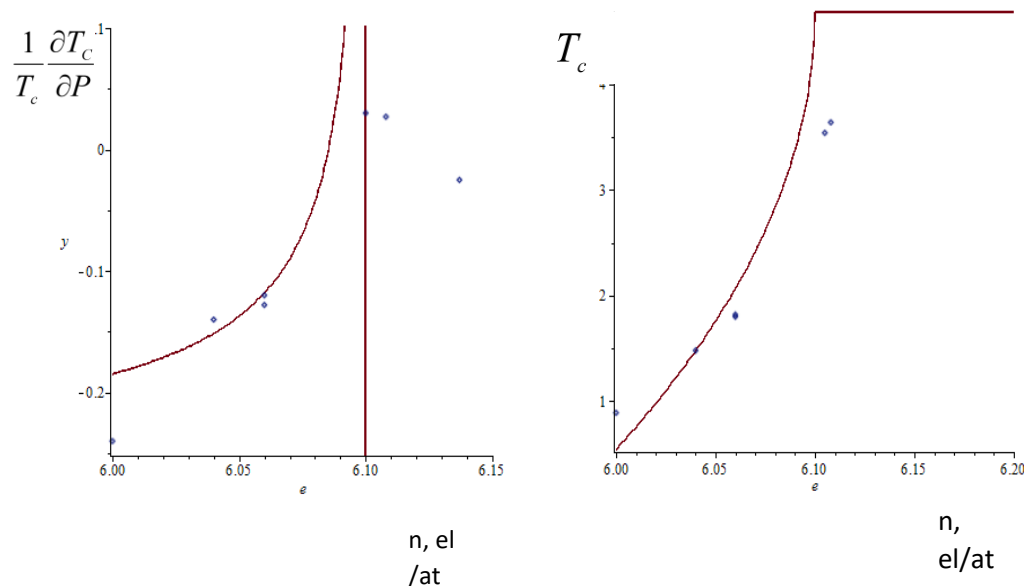 .1
1/T_c ∂T_C/∂P
0
y
-0.1
-0.2
6.00 6.05 6.10 6.15
e
n, el
/at
T_c
4
3
2
1
6.00 6.05 6.10 6.15 6.20
e
n,
el/at